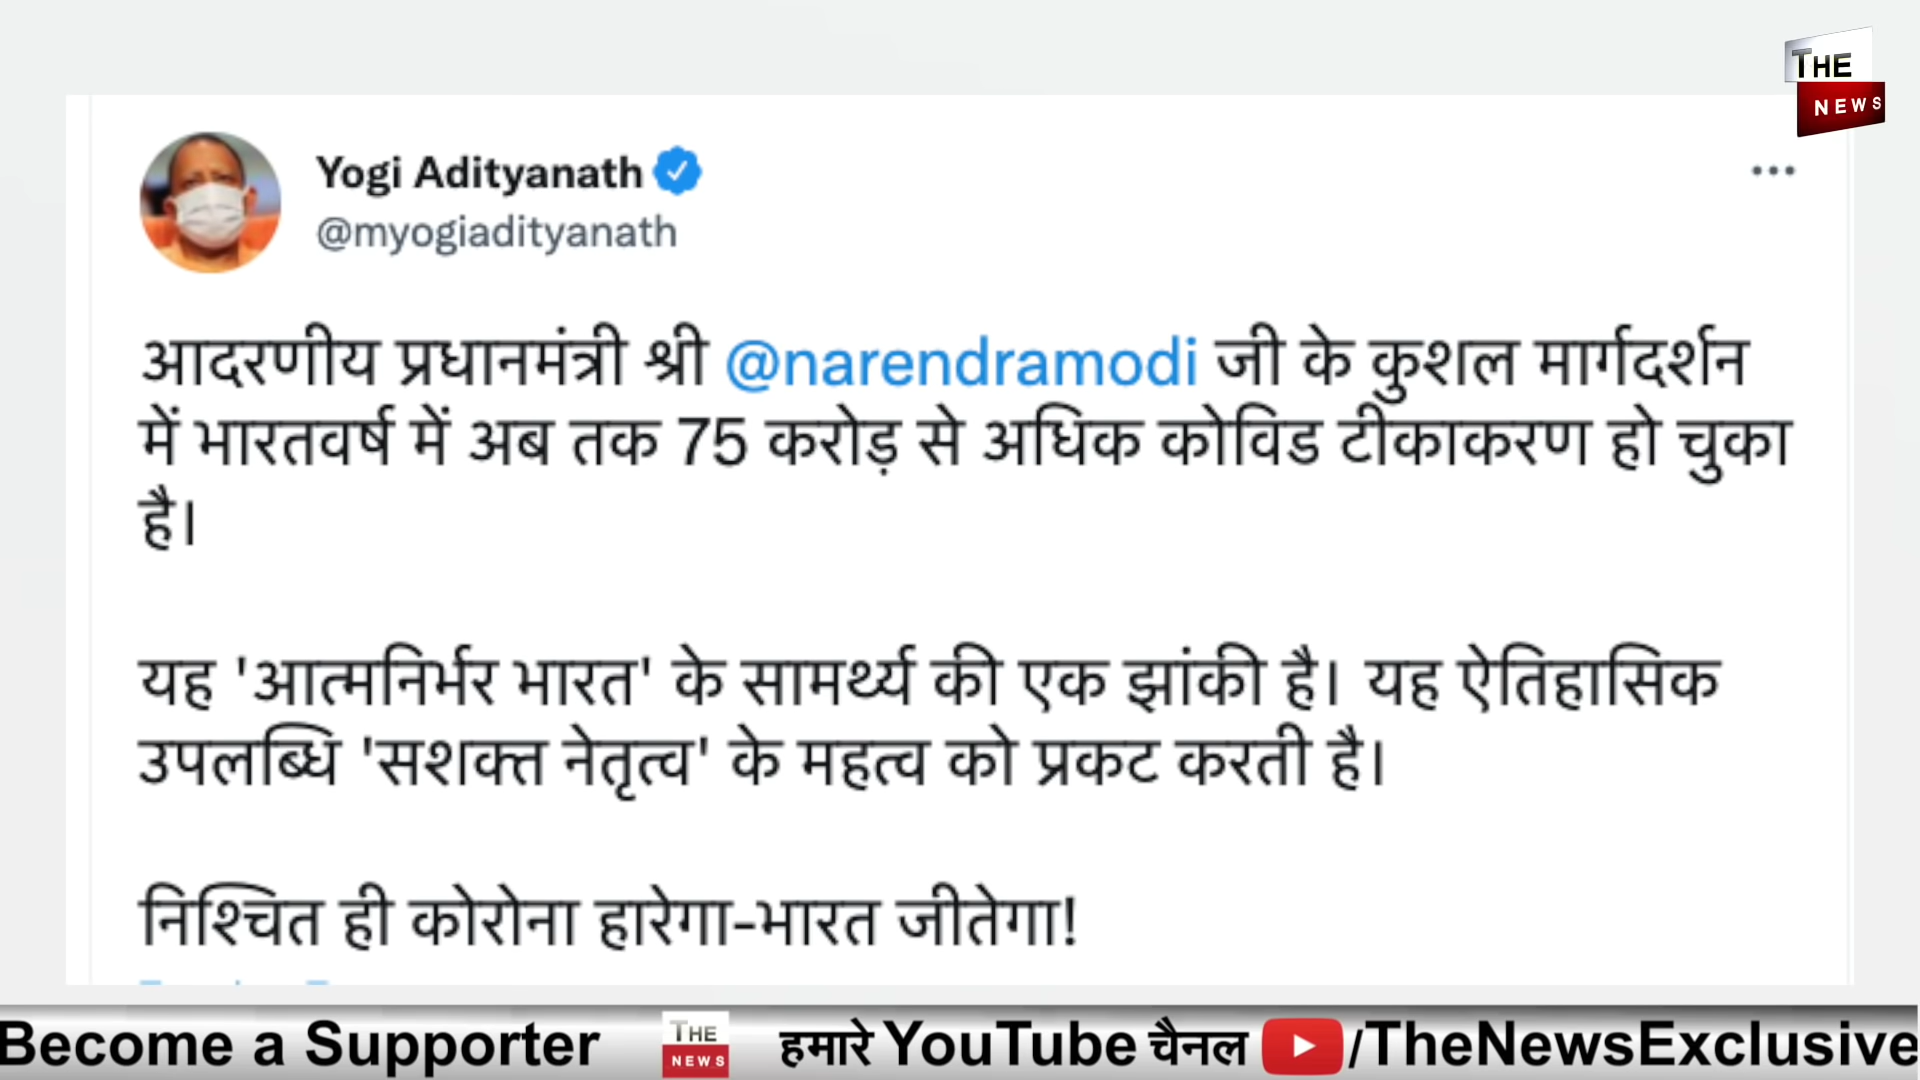 THE
NEWS
Yogi Adityanath
@myogiadityanath
आदरणीय प्रधानमंत्री श्री @narendramodi जी के कुशल मार्गदर्शन
में भारतवर्ष में अब तक 75 करोड़ से अधिक कोविड टीकाकरण हो चुका
है।
यह 'आत्मनिर्भर भारत' के सामर्थ्य की एक झांकी है। यह ऐतिहासिक
उपलब्धि 'सशक्त नेतृत्व' के महत्व को प्रकट करती है।
निश्चित ही कोरोना हारेगा-भारत जीतेगा!
Become a Supporter THE NEWS हमारे YouTube चैनल /TheNewsExclusive